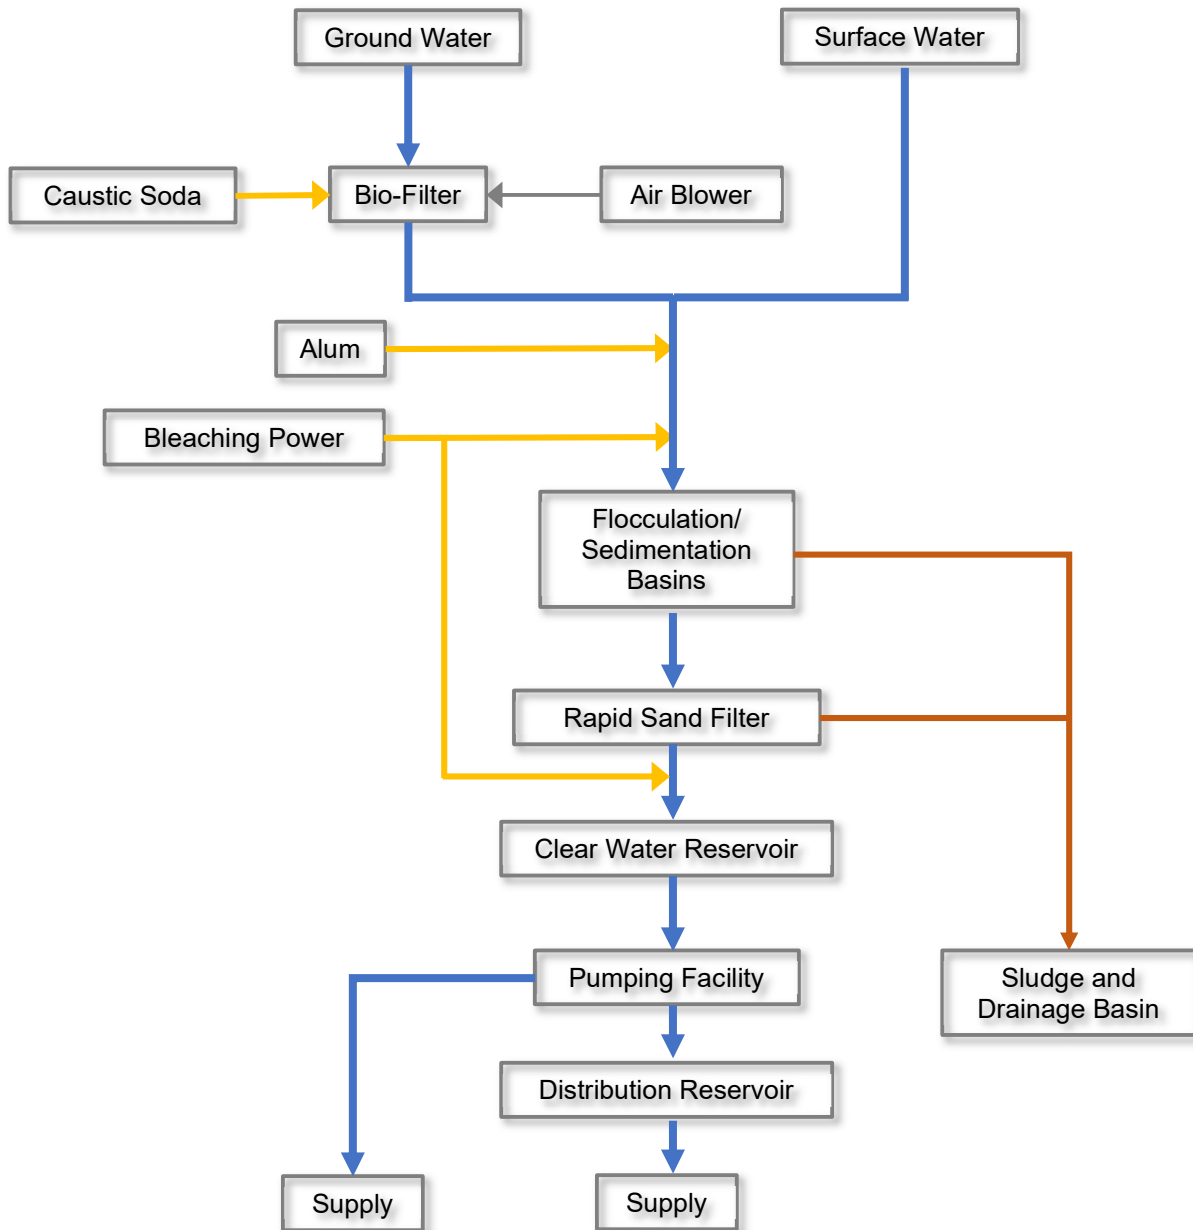 Ground Water
Surface Water
Caustic Soda
Bio-Filter
Air Blower
Alum
Bleaching Power
Flocculation/
Sedimentation
Basins
Rapid Sand Filter
Clear Water Reservoir
Pumping Facility
Sludge and
Drainage Basin
Distribution Reservoir
Supply
Supply